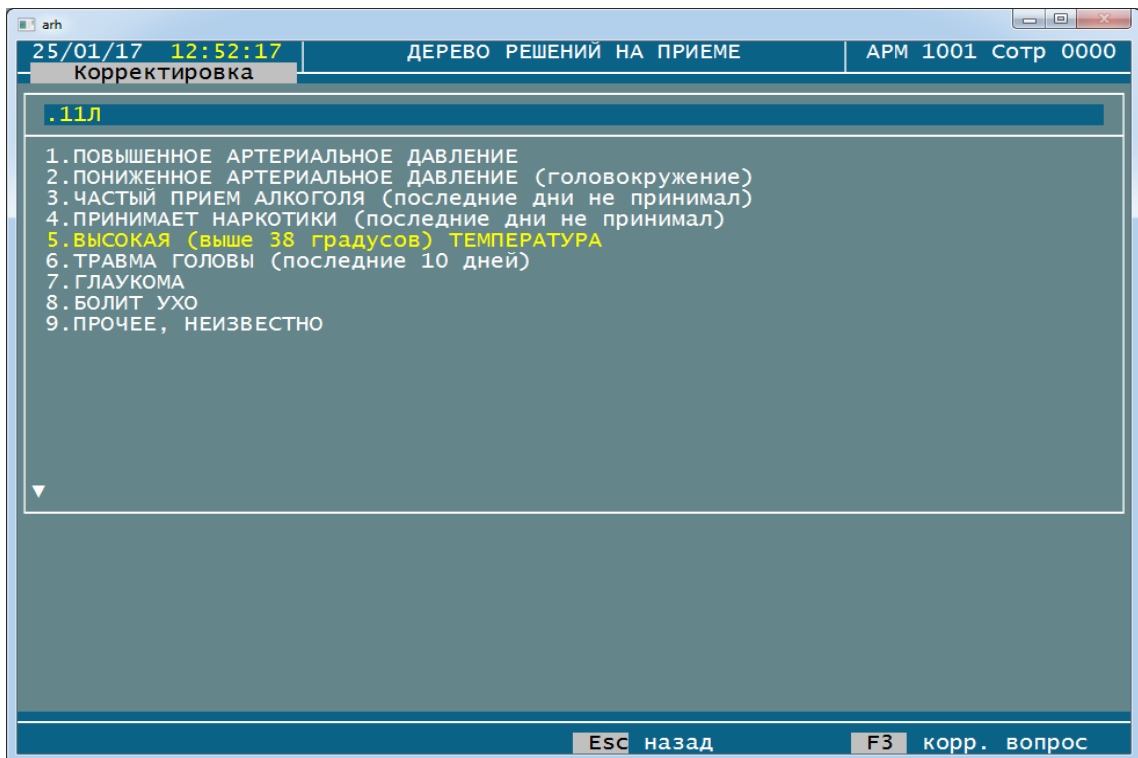 arh
25/01/17 12:52:17 ДЕРЕВО РЕШЕНИЙ НА ПРИЕМЕ АРМ 1001 Сотр 0000
Корректировка
.11л
1.ПОВЫШЕННОЕ АРТЕРИАЛЬНОЕ ДАВЛЕНИЕ
2.ПОНИЖЕННОЕ АРТЕРИАЛЬНОЕ ДАВЛЕНИЕ (головокружение)
3.ЧАСТЫЙ ПРИЕМ АЛКОГОЛЯ (последние дни не принимал)
4.ПРИНИМАЕТ НАРКОТИКИ (последние дни не принимал)
5.ВЫСОКАЯ (выше 38 градусов) ТЕМПЕРАТУРА
6.ТРАВМА ГОЛОВЫ (последние 10 дней)
7.ГЛАУКОМА
8.БОЛИТ УХО
9.ПРОЧЕЕ, НЕИЗВЕСТНО
Esc назад F3 корр. вопрос